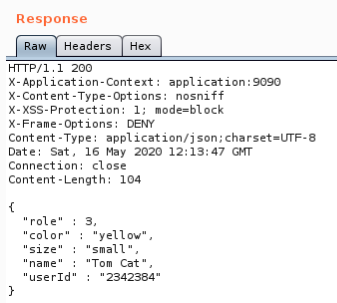 Response
Raw Headers Hex
HTTP/1.1 200
X-Application-Context: application:9090
X-Content-Type-Options: nosniff
X-XSS-Protection: 1; mode=block
X-Frame-Options: DENY
Content-Type: application/json;charset=UTF-8
Date: Sat, 16 May 2020 12:13:47 GMT
Connection: close
Content-Length: 104

{
  "role" : 3,
  "color" : "yellow",
  "size" : "small",
  "name" : "Tom Cat",
  "userId" : "2342384"
}